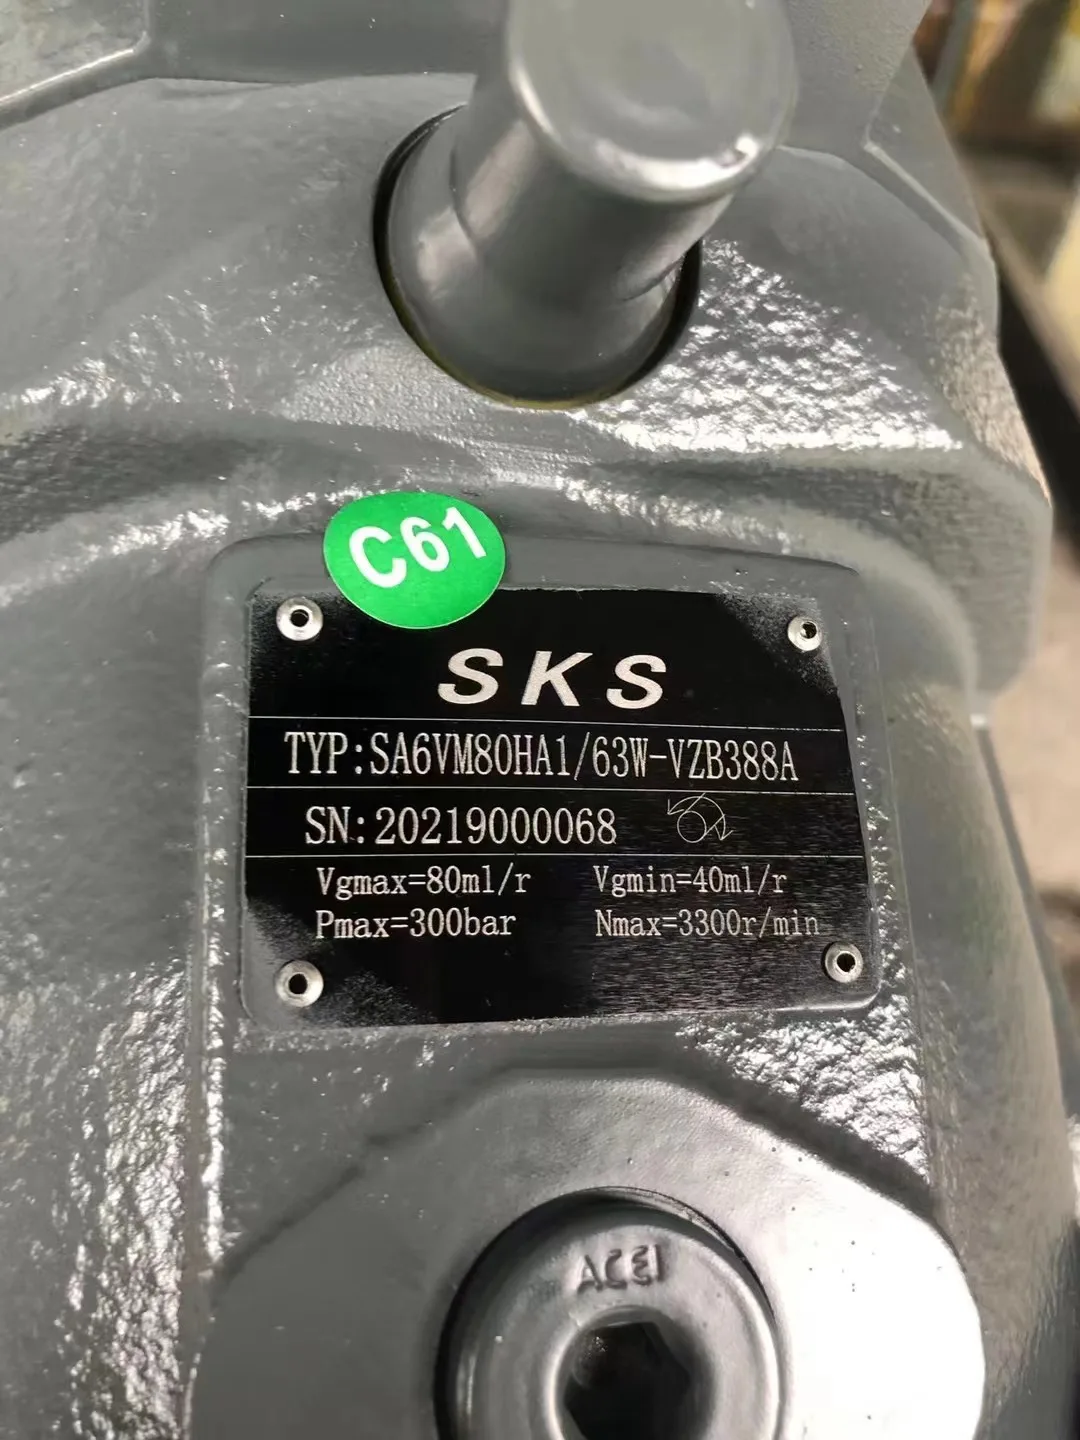 C61
SKS
TYP:SA6VM80HA1/63W-VZB388A
SN:20219000068
Vgmax=80ml/r Vgmin=40ml/r
Pmax=300bar Nmax=3300r/min